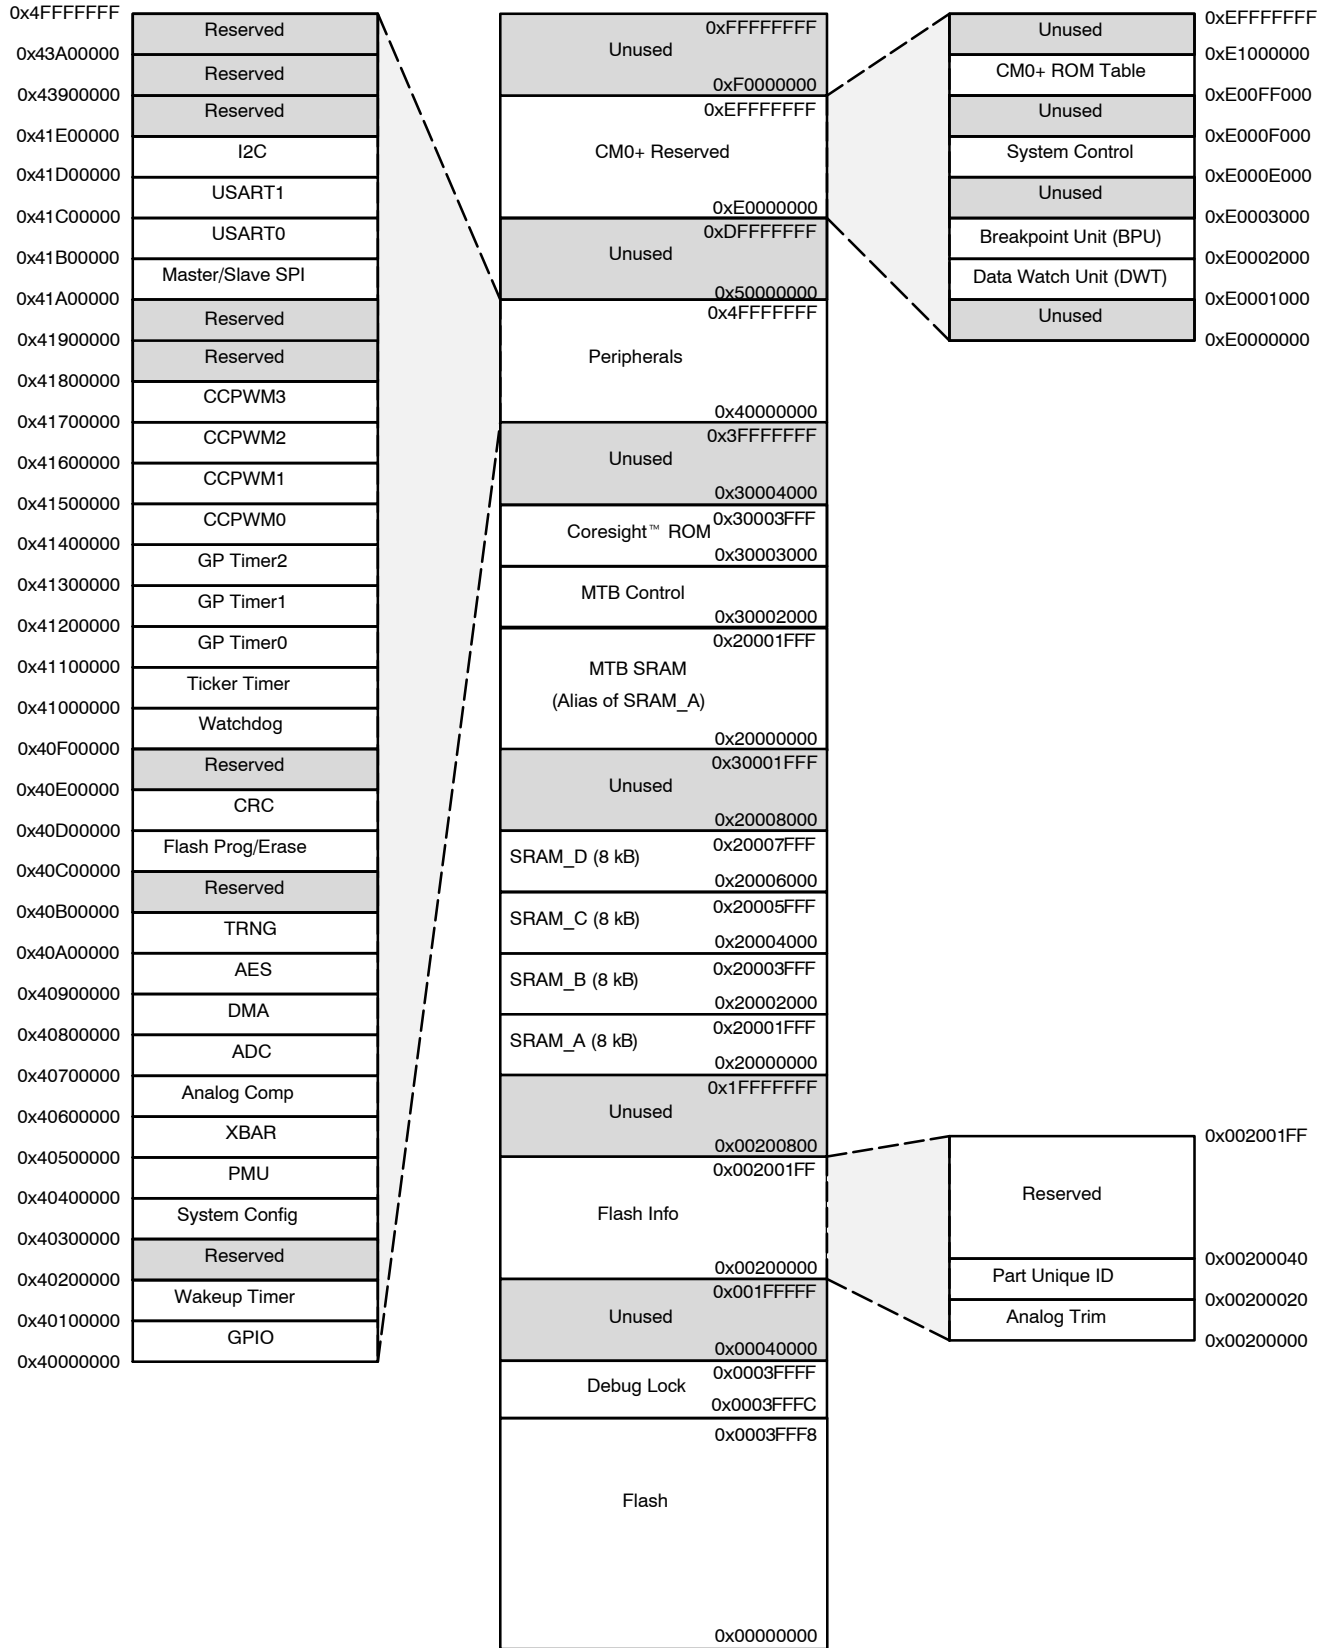 0x4FFFFFFF
Reserved
0x43A00000
Reserved
0x43900000
Reserved
0x41E00000
I2C
0x41D00000
USART1
0x41C00000
USART0
0x41B00000
Master/Slave SPI
0x41A00000
Reserved
0x41900000
Reserved
0x41800000
CCPWM3
0x41700000
CCPWM2
0x41600000
CCPWM1
0x41500000
CCPWM0
0x41400000
GP Timer2
0x41300000
GP Timer1
0x41200000
GP Timer0
0x41100000
Ticker Timer
0x41000000
Watchdog
0x40F00000
Reserved
0x40E00000
CRC
0x40D00000
Flash Prog/Erase
0x40C00000
Reserved
0x40B00000
TRNG
0x40A00000
AES
0x40900000
DMA
0x40800000
ADC
0x40700000
Analog Comp
0x40600000
XBAR
0x40500000
PMU
0x40400000
System Config
0x40300000
Reserved
0x40200000
Wakeup Timer
0x40100000
GPIO
0x40000000
0xFFFFFFFF
Unused
0xF0000000
0xEFFFFFFF
CM0+ Reserved
0xE0000000
0xDFFFFFFF
Unused
0x50000000
0x4FFFFFFF
Peripherals
0x40000000
0x3FFFFFFF
Unused
0x30004000
0x30003FFF
Coresight™ ROM
0x30003000
MTB Control
0x30002000
0x20001FFF
MTB SRAM
(Alias of SRAM_A)
0x20000000
0x30001FFF
Unused
0x20008000
0x20007FFF
SRAM_D (8 kB)
0x20006000
0x20005FFF
SRAM_C (8 kB)
0x20004000
0x20003FFF
SRAM_B (8 kB)
0x20002000
0x20001FFF
SRAM_A (8 kB)
0x20000000
0x1FFFFFFF
Unused
0x00200800
0x002001FF
Flash Info
0x00200000
0x001FFFFF
Unused
0x00040000
0x0003FFFF
Debug Lock
0x0003FFFC
0x0003FFF8
Flash
0x00000000
0xEFFFFFFF
Unused
0xE1000000
CM0+ ROM Table
0xE00FF000
Unused
0xE000F000
System Control
0xE000E000
Unused
0xE0003000
Breakpoint Unit (BPU)
0xE0002000
Data Watch Unit (DWT)
0xE0001000
Unused
0xE0000000
0x002001FF
Reserved
0x00200040
Part Unique ID
0x00200020
Analog Trim
0x00200000